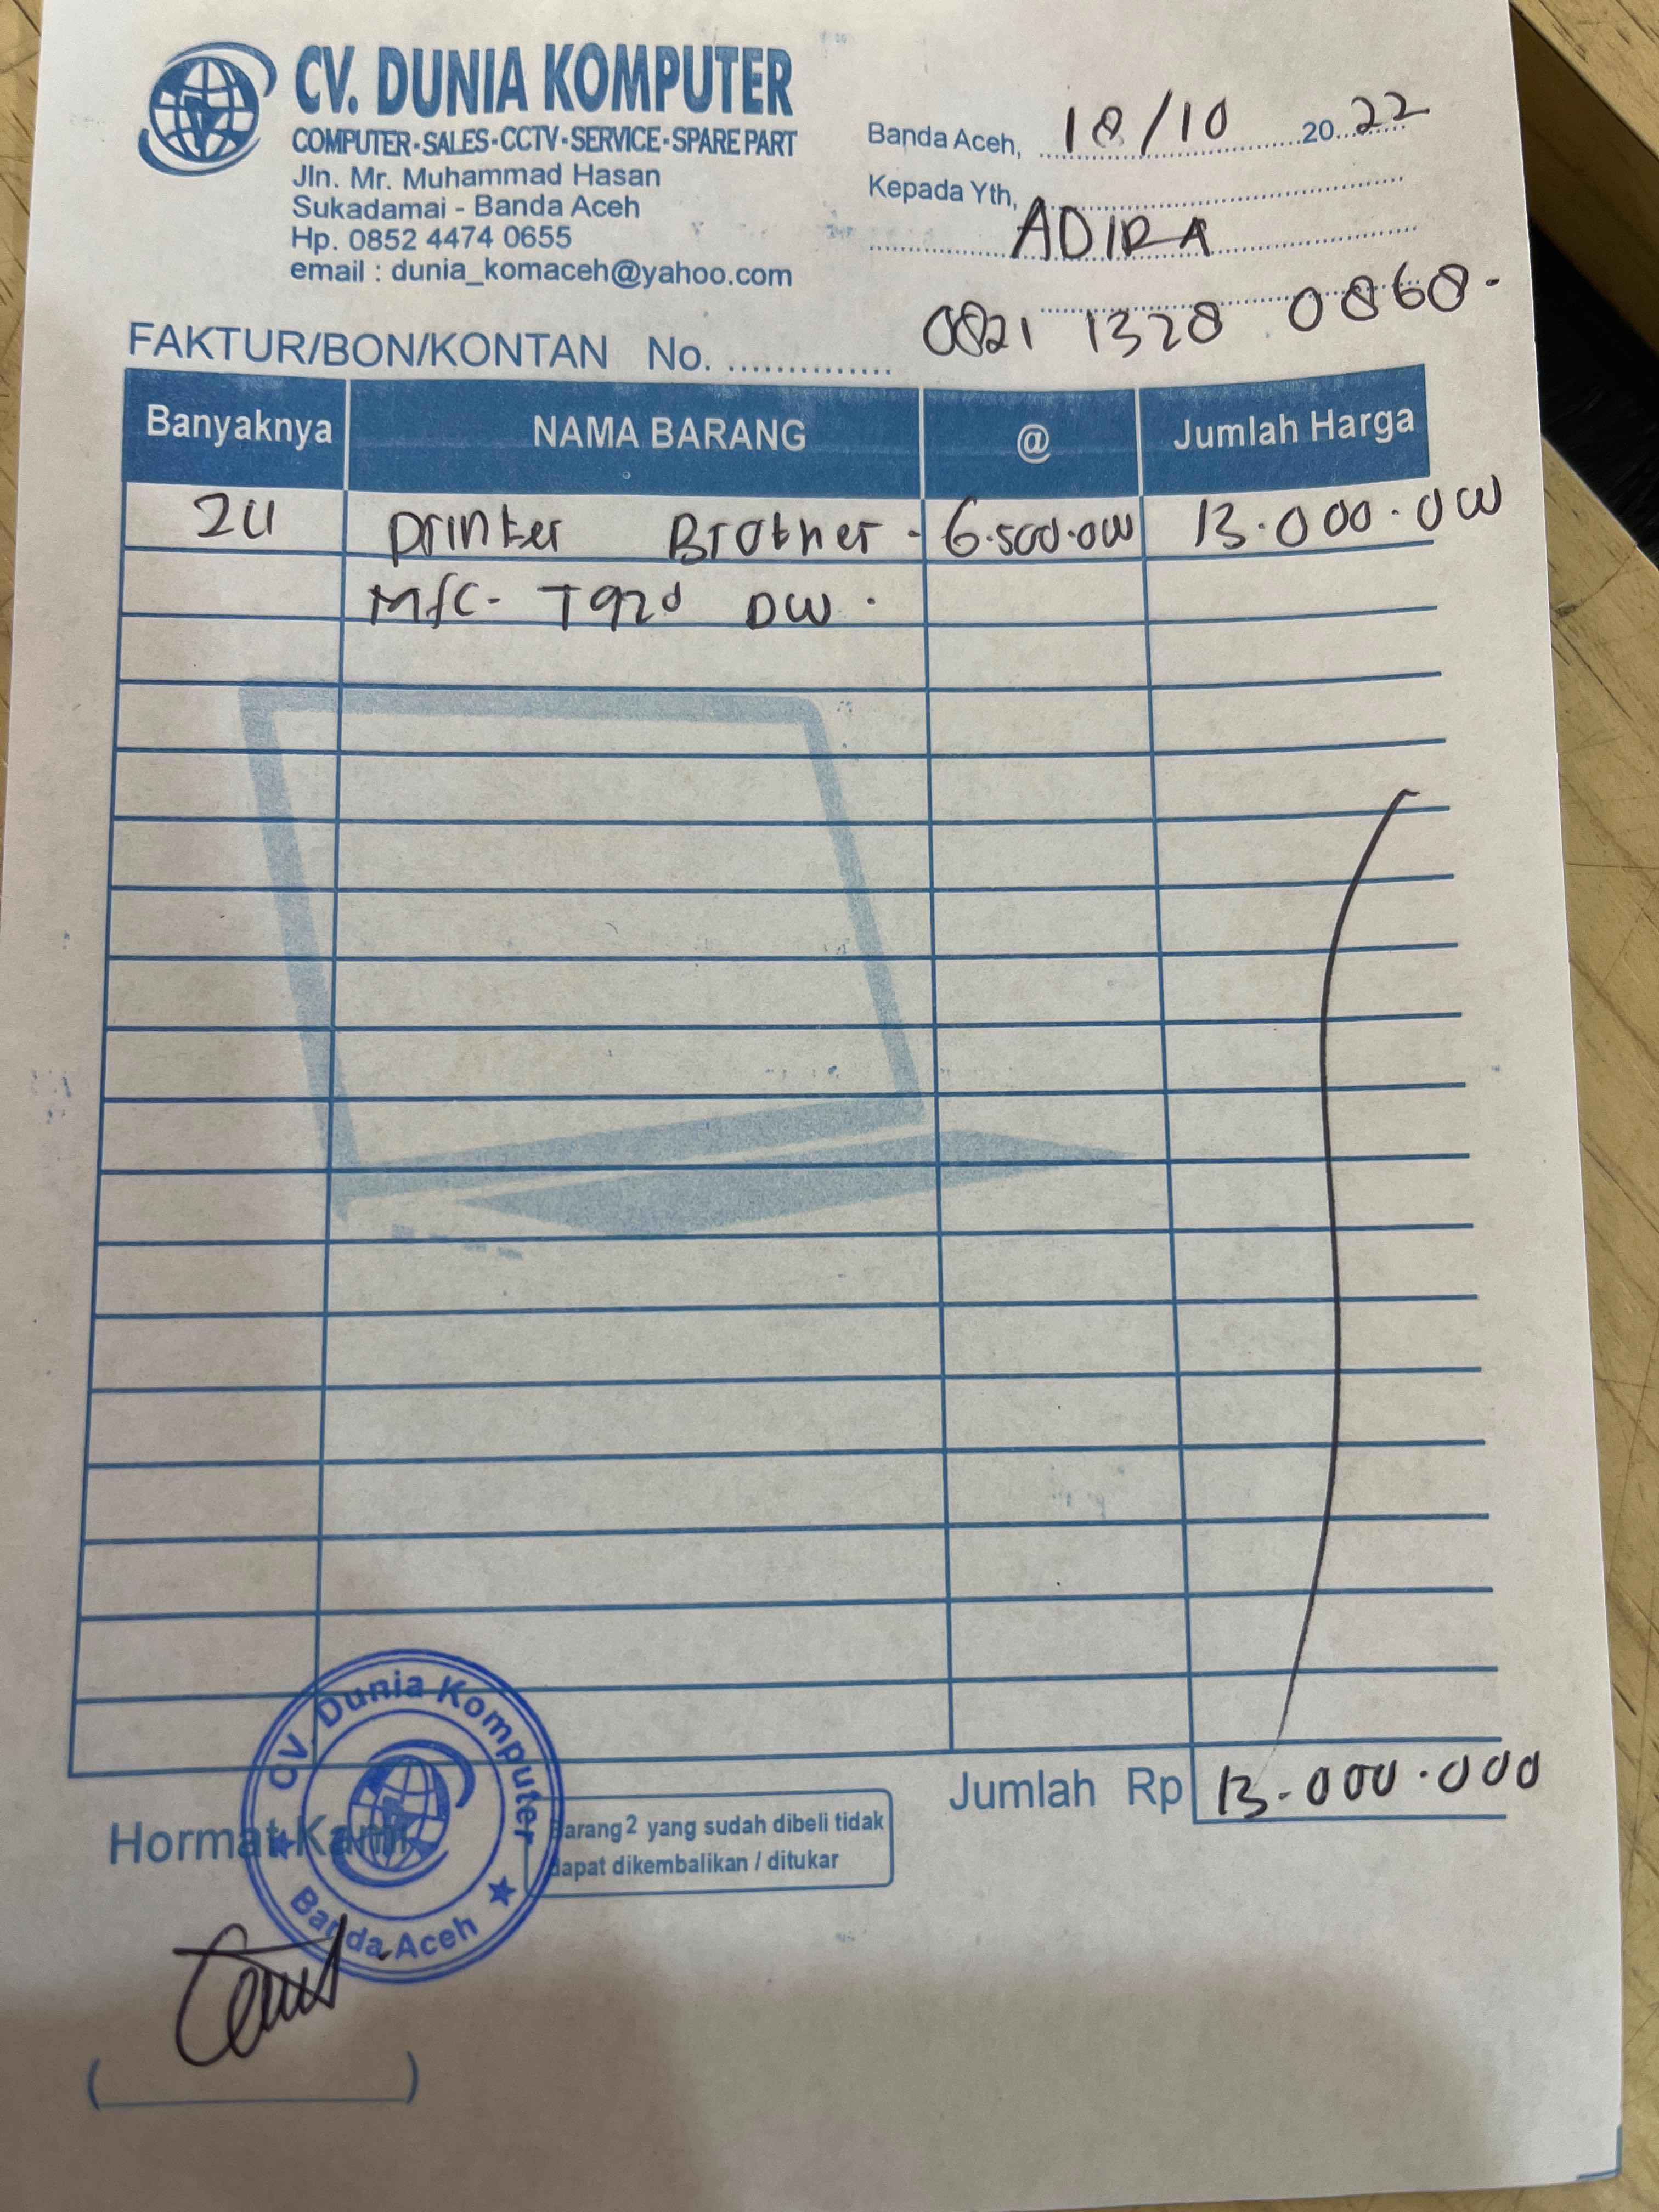 CV. DUNIA KOMPUTER
COMPUTER - SALES - CCTV - SERVICE - SPARE PART
Jln. Mr. Muhammad Hasan
Sukadamai - Banda Aceh
Hp. 0852 4474 0655
email : dunia_komaceh@yahoo.com
Banda Aceh, 18/10 2022
Kepada Yth,
ADIRA
0821 1328 0868.
FAKTUR/BON/KONTAN No. ..............
Banyaknya NAMA BARANG @ Jumlah Harga
2U Printer Brother - 6.500.000 13.000.000
Mfc - T920 DW .
Jumlah Rp 13.000.000
Hormat Kami
Barang2 yang sudah dibeli tidak
dapat dikembalikan / ditukar
CV. Dunia Komputer
Banda Aceh